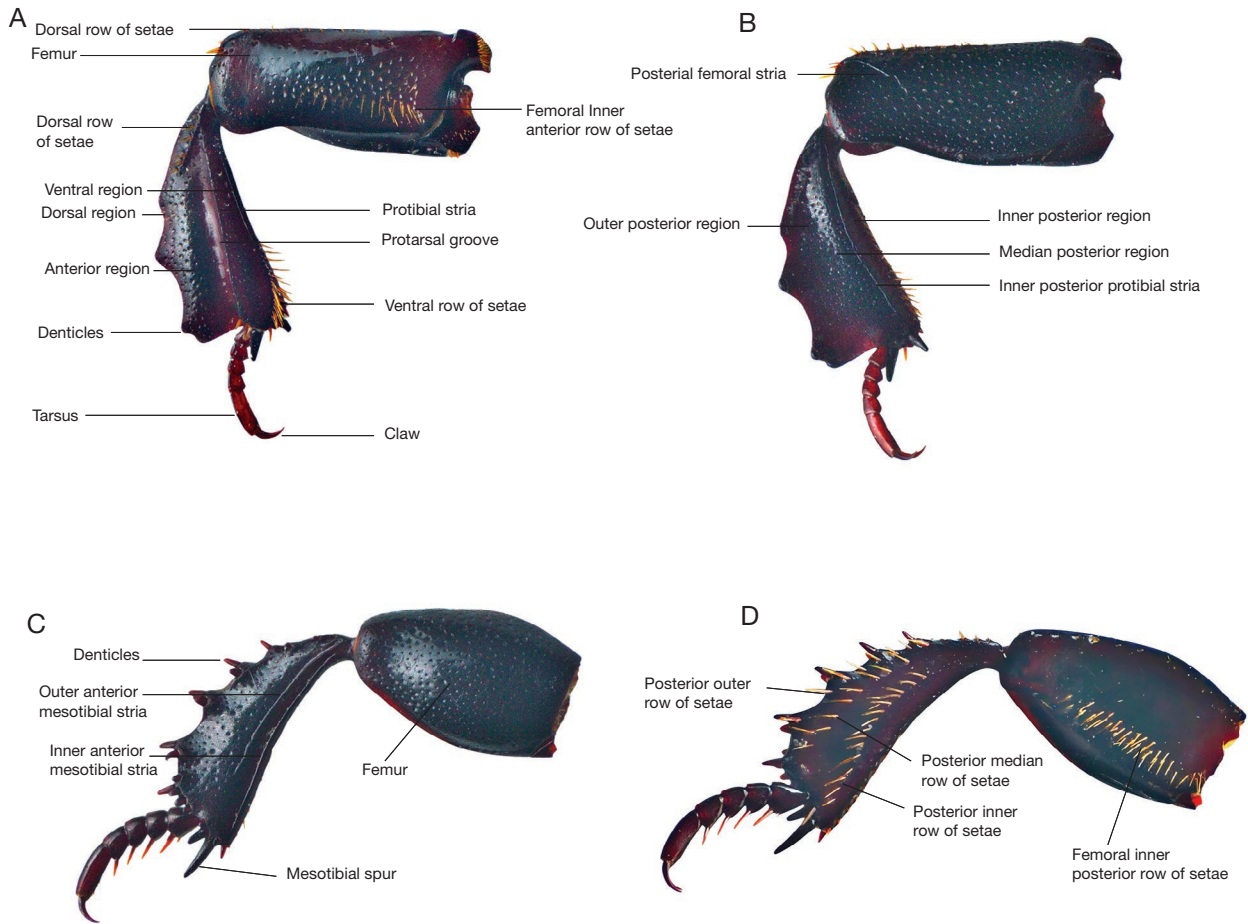 A
Dorsal row of setae
Femur
Dorsal row
of setae
Femoral Inner
anterior row of setae
Ventral region
Dorsal region
Protibial stria
Protarsal groove
Anterior region
Ventral row of setae
Denticles
Tarsus
Claw
B
Posterial femoral stria
Outer posterior region
Inner posterior region
Median posterior region
Inner posterior protibial stria
C
Denticles
Outer anterior
mesotibial stria
Inner anterior
mesotibial stria
Femur
Mesotibial spur
D
Posterior outer
row of setae
Posterior median
row of setae
Posterior inner
row of setae
Femoral inner
posterior row of setae